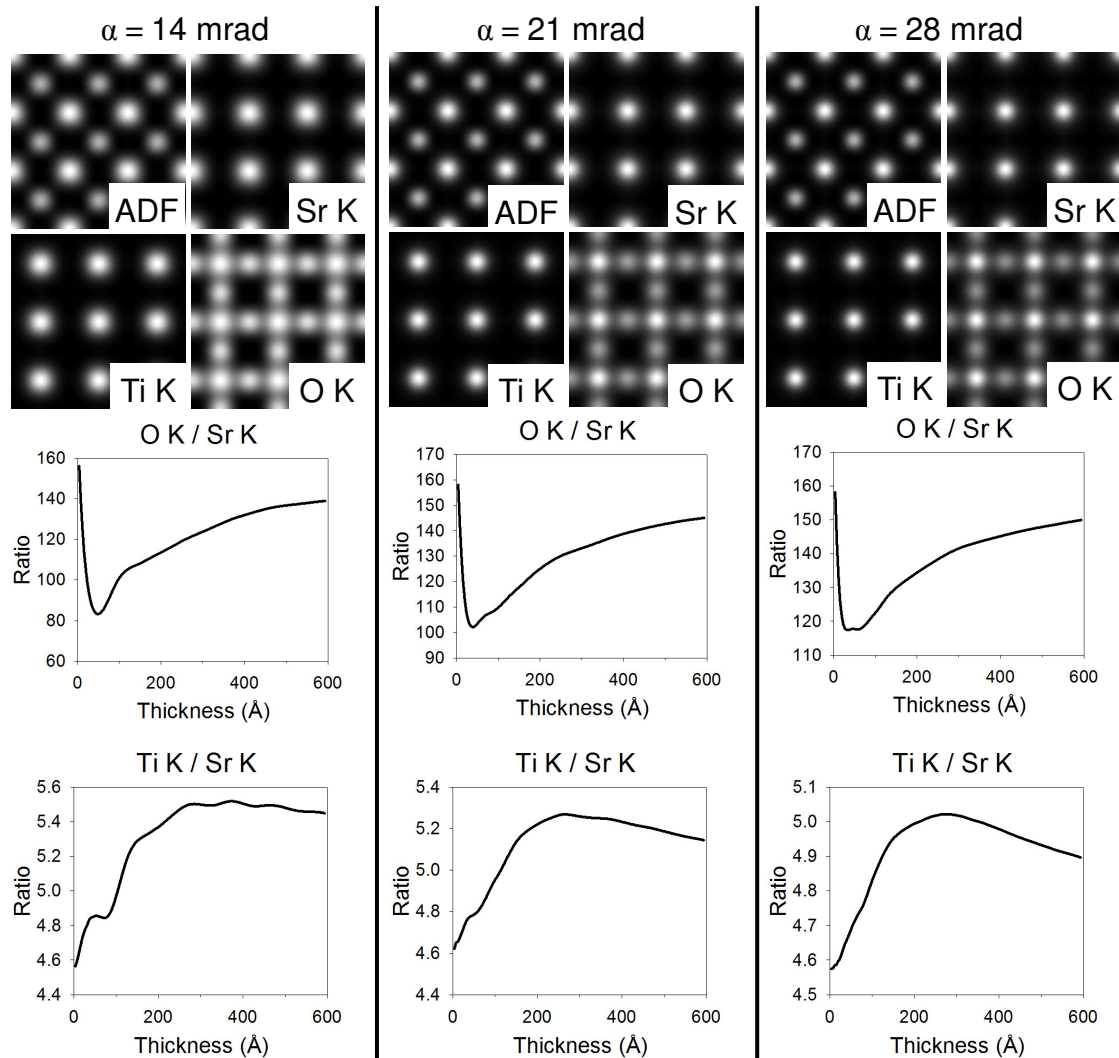 α = 14 mrad
ADF
Sr K
Ti K
O K
O K / Sr K
160
140
120
100
80
60
Ratio
0 200 400 600
Thickness (Å)
Ti K / Sr K
5.6
5.4
5.2
5.0
4.8
4.6
4.4
Ratio
0 200 400 600
Thickness (Å)
α = 21 mrad
ADF
Sr K
Ti K
O K
O K / Sr K
170
160
150
140
130
120
110
100
90
Ratio
0 200 400 600
Thickness (Å)
Ti K / Sr K
5.4
5.2
5.0
4.8
4.6
4.4
Ratio
0 200 400 600
Thickness (Å)
α = 28 mrad
ADF
Sr K
Ti K
O K
O K / Sr K
170
160
150
140
130
120
110
Ratio
0 200 400 600
Thickness (Å)
Ti K / Sr K
5.1
5.0
4.9
4.8
4.7
4.6
4.5
Ratio
0 200 400 600
Thickness (Å)